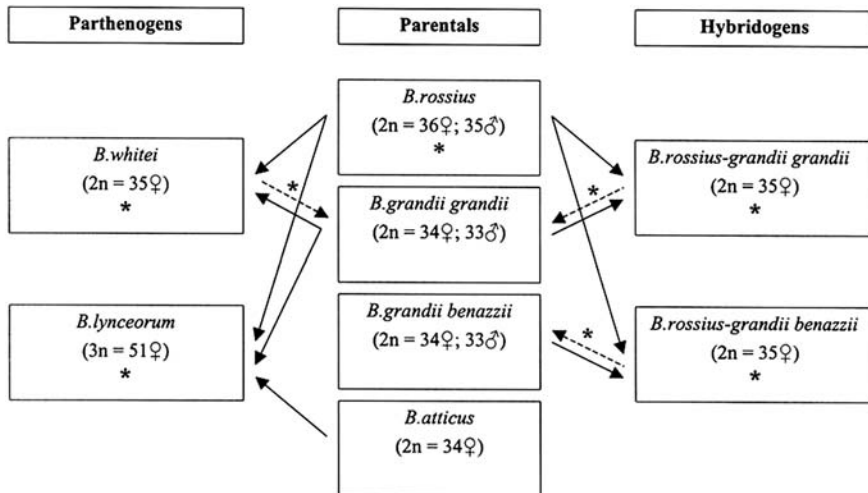 Parthenogens
Parentals
Hybridogens
B.rossius
(2n = 36♀; 35♂)
*
B.whitei
(2n = 35♀)
*
*
B.grandii grandii
(2n = 34♀; 33♂)
*
B.rossius-grandii grandii
(2n = 35♀)
*
B.lynceorum
(3n = 51♀)
*
B.grandii benazzii
(2n = 34♀; 33♂)
*
B.rossius-grandii benazzii
(2n = 35♀)
*
B.atticus
(2n = 34♀)